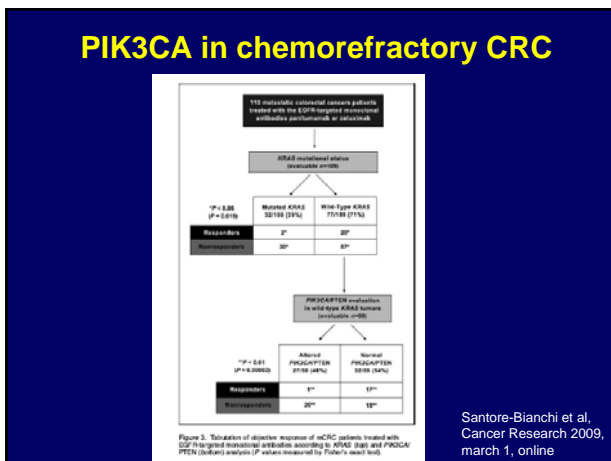 PIK3CA in chemorefractory CRC
110 metastatic colorectal cancers patients
treated with the EGFR-targeted monoclonal
antibodies panitumumab or cetuximab
KRAS mutational status
(evaluable n=109)
*P < 0.05
(P = 0.019)
Mutated KRAS
32/109 (29%)
Wild-Type KRAS
77/109 (71%)
Responders
2*
20*
Nonresponders
30*
57*
PIK3CA/PTEN evaluation
in wild-type KRAS tumors
(evaluable n=59)
**P < 0.01
Altered
PIK3CA/PTEN
27/59 (46%)
Normal
PIK3CA/PTEN
32/59 (54%)
Responders
1**
17**
Nonresponders
15**
Figure 3. Tabulation of objective response of mCRC patients treated with
EGFR-targeted monoclonal antibodies according to KRAS (top) and PIK3CA/
PTEN (bottom) analysis (P values measured by Fisher's exact test).
Santore-Bianchi et al,
Cancer Research 2009,
march 1, online